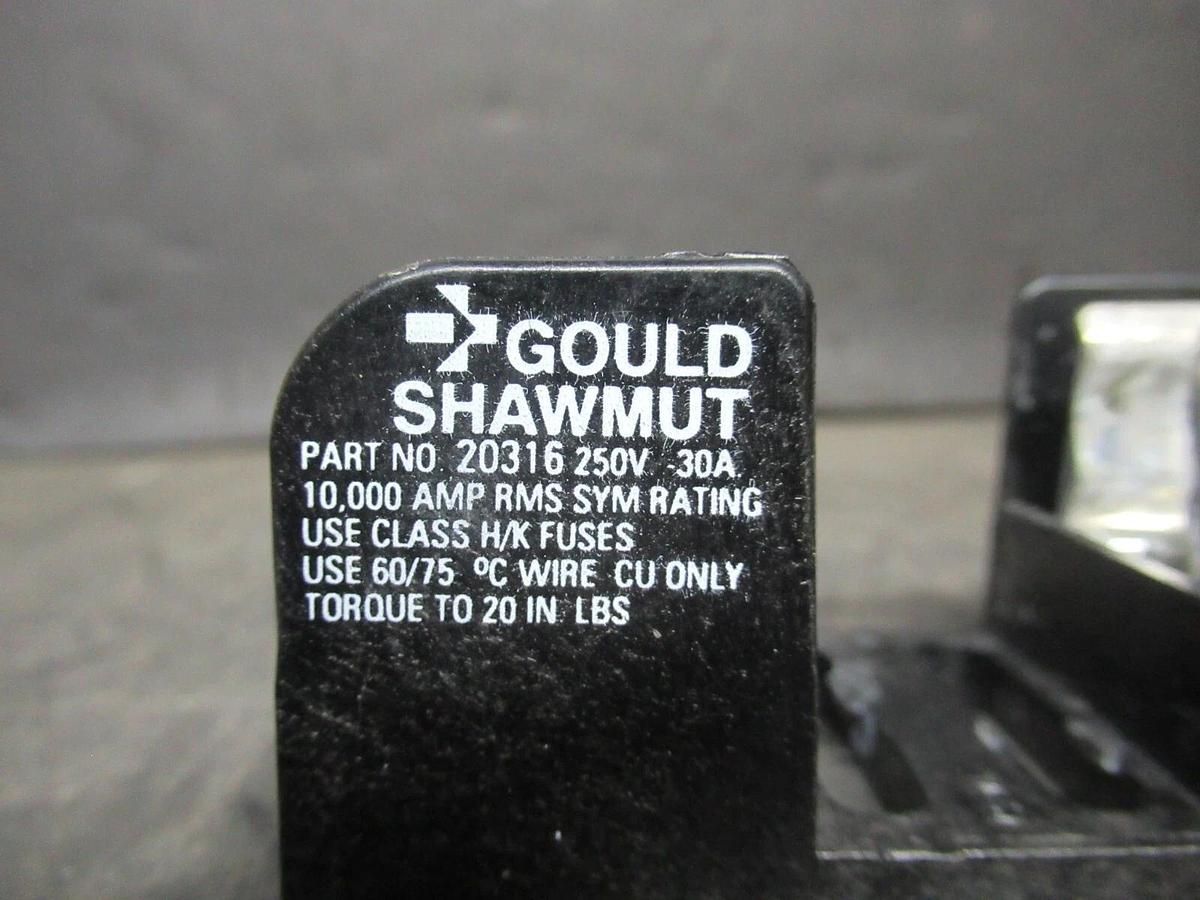 GOULD
SHAWMUT
PART NO. 20316 250V -30A
10,000 AMP RMS SYM RATING
USE CLASS H/K FUSES
USE 60/75 ºC WIRE CU ONLY
TORQUE TO 20 IN LBS